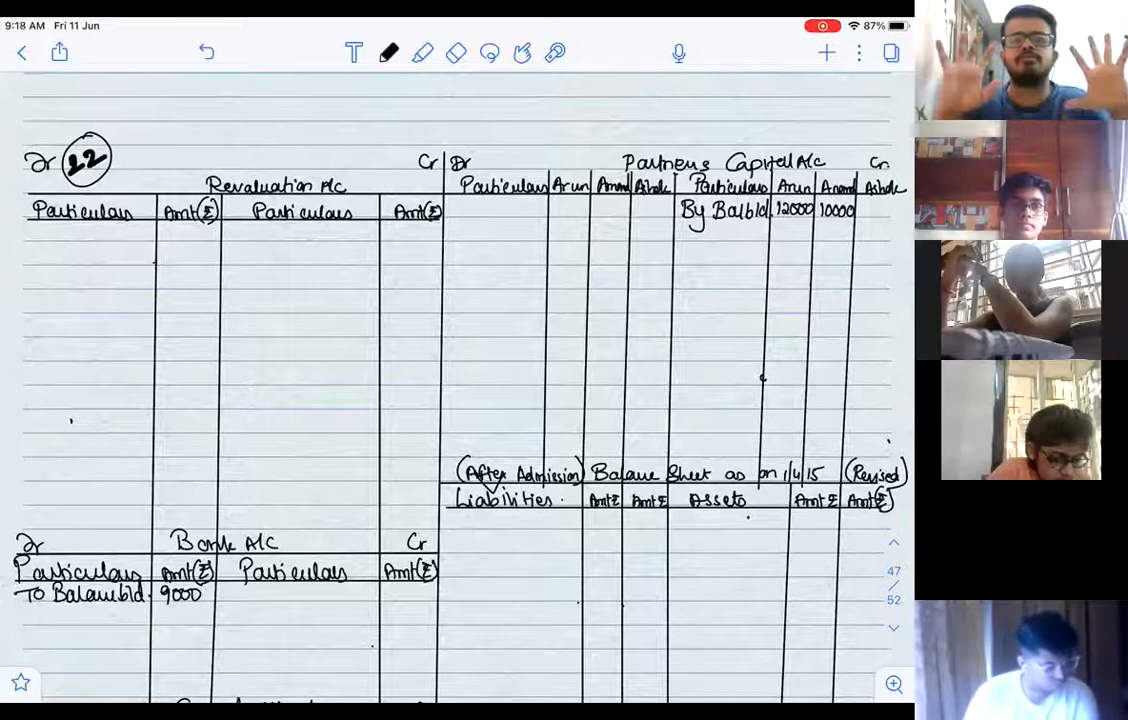 9:18 AM Fri 11 Jun
87%
T
Dr 22 Cr
Revaluation A/c
Particulars Amt(₹) Particulars Amt(₹)
Dr Partners Capital A/c Cr
Particulars Arun Anand Ashok Particulars Arun Anand Ashok
By Bal b/d. 12000 10000
(After Admission) Balance Sheet as on 1/4/15 (Revised)
Liabilities. Amt₹ Amt₹ Assets Amt₹ Amt(₹)
Dr Bank A/c Cr
Particulars Amt(₹) Particulars Amt(₹)
To Balance b/d. 9000
47
/
52